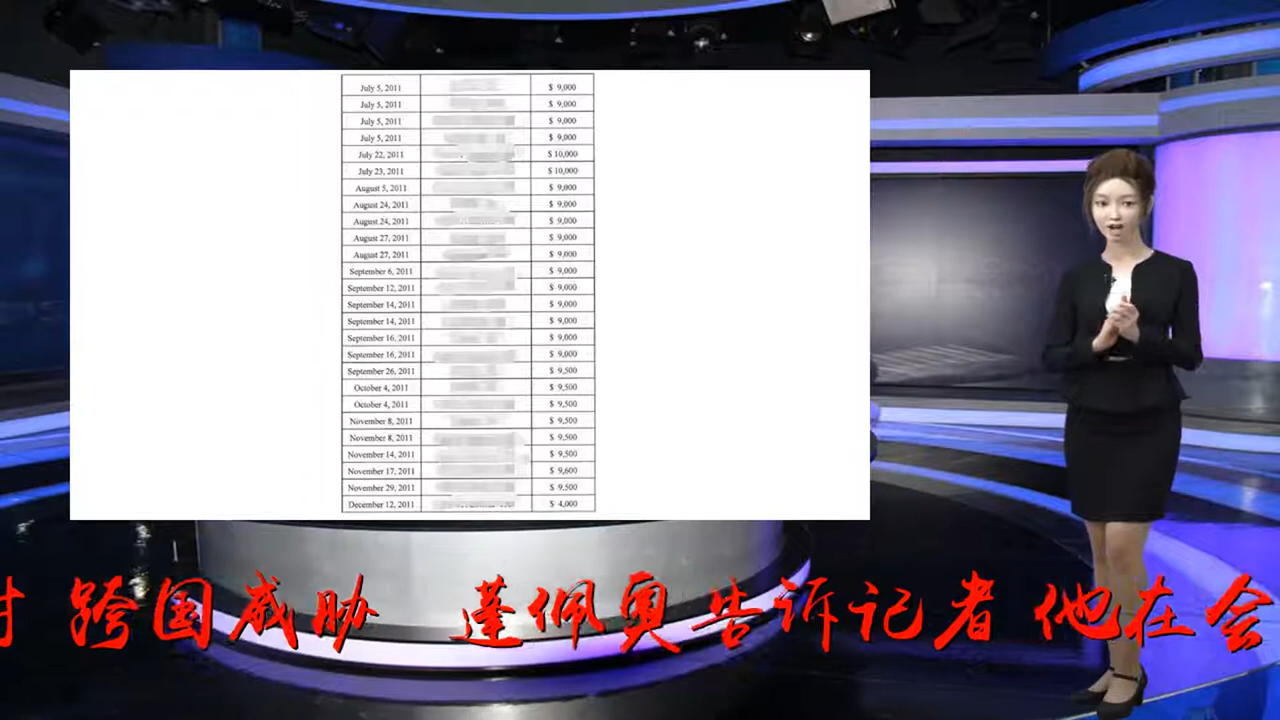 July 5, 2011 $ 9,000
July 5, 2011 $ 9,000
July 5, 2011 $ 9,000
July 5, 2011 $ 9,000
July 22, 2011 $ 10,000
July 23, 2011 $ 10,000
August 5, 2011 $ 9,000
August 24, 2011 $ 9,000
August 24, 2011 $ 9,000
August 27, 2011 $ 9,000
August 27, 2011 $ 9,000
September 6, 2011 $ 9,000
September 12, 2011 $ 9,000
September 14, 2011 $ 9,000
September 14, 2011 $ 9,000
September 16, 2011 $ 9,000
September 16, 2011 $ 9,000
September 26, 2011 $ 9,500
October 4, 2011 $ 9,500
October 4, 2011 $ 9,500
November 8, 2011 $ 9,500
November 8, 2011 $ 9,500
November 14, 2011 $ 9,500
November 17, 2011 $ 9,600
November 29, 2011 $ 9,500
December 12, 2011 $ 4,000
跨国威胁 蓬佩奥告诉记者 他在会